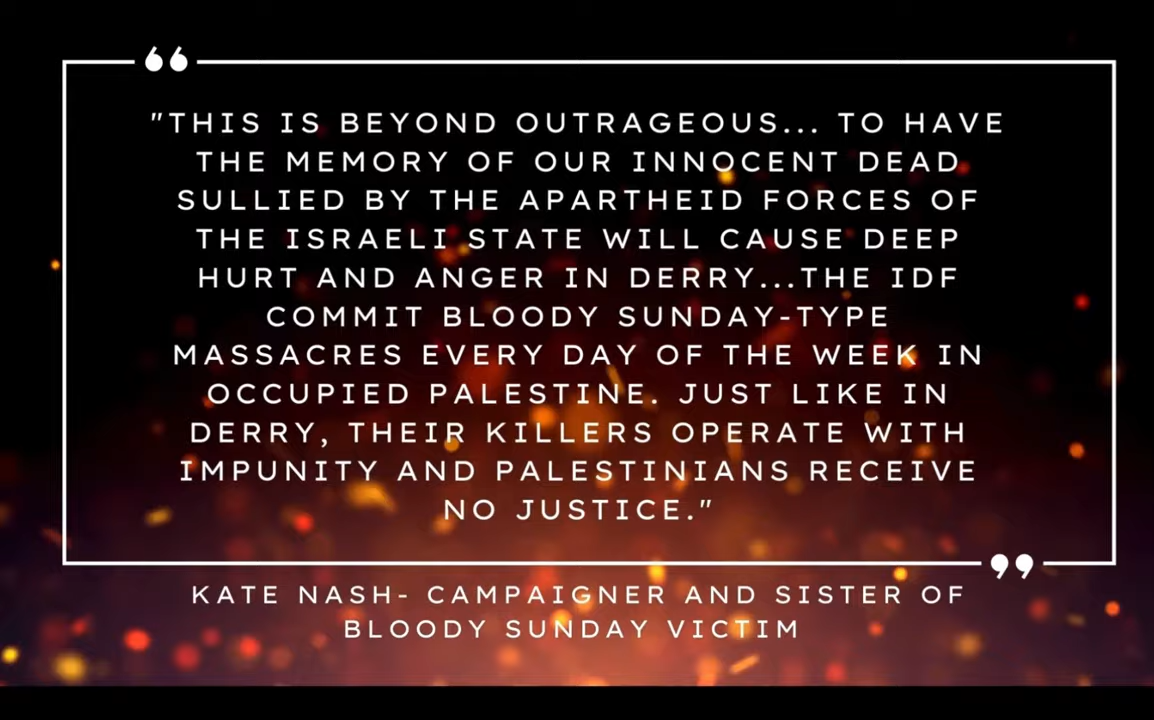 "THIS IS BEYOND OUTRAGEOUS... TO HAVE
THE MEMORY OF OUR INNOCENT DEAD
SULLIED BY THE APARTHEID FORCES OF
THE ISRAELI STATE WILL CAUSE DEEP
HURT AND ANGER IN DERRY...THE IDF
COMMIT BLOODY SUNDAY-TYPE
MASSACRES EVERY DAY OF THE WEEK IN
OCCUPIED PALESTINE. JUST LIKE IN
DERRY, THEIR KILLERS OPERATE WITH
IMPUNITY AND PALESTINIANS RECEIVE
NO JUSTICE."
KATE NASH- CAMPAIGNER AND SISTER OF
BLOODY SUNDAY VICTIM